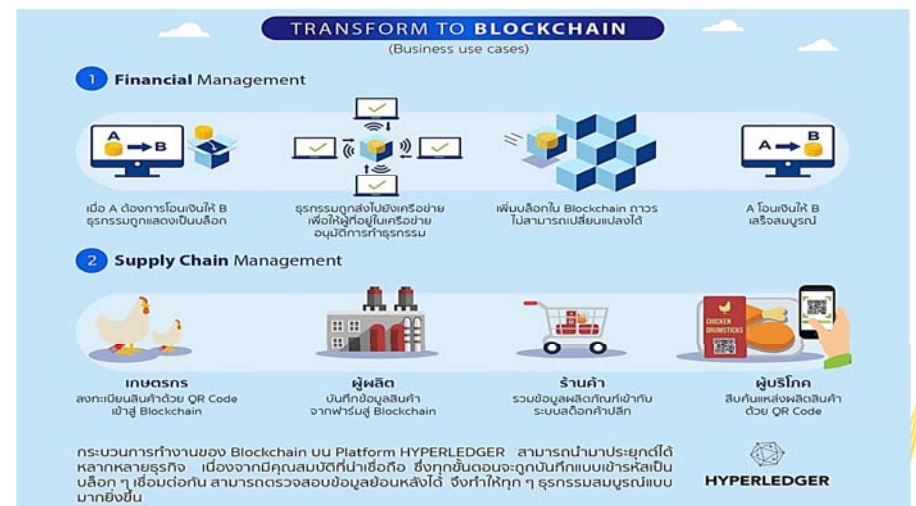 TRANSFORM TO BLOCKCHAIN
(Business use cases)
1 Financial Management
A
B
A
B
เมื่อ A ต้องการโอนเงินให้ B
ธุรกรรมถูกแสดงเป็นบล็อก
ธุรกรรมถูกส่งไปยังเครือข่าย
เพื่อให้ผู้ที่อยู่ในเครือข่าย
อนุมัติการทำธุรกรรม
เพิ่มบล็อกใน Blockchain ถาวร
ไม่สามารถเปลี่ยนแปลงได้
A โอนเงินให้ B
เสร็จสมบูรณ์
2 Supply Chain Management
CHICKEN
DRUMSTICKS
เกษตรกร
ลงทะเบียนสินค้าด้วย QR Code
เข้าสู่ Blockchain
ผู้ผลิต
บันทึกข้อมูลสินค้า
จากฟาร์มสู่ Blockchain
ร้านค้า
รวมข้อมูลผลิตภัณฑ์เข้ากับ
ระบบสต็อกค้าปลีก
ผู้บริโภค
สืบค้นแหล่งผลิตสินค้า
ด้วย QR Code
กระบวนการทำงานของ Blockchain บน Platform HYPERLEDGER สามารถนำมาประยุกต์ได้
หลากหลายธุรกิจ เนื่องจากมีคุณสมบัติที่น่าเชื่อถือ ซึ่งทุกขั้นตอนจะถูกบันทึกแบบเข้ารหัสเป็น
บล็อก ๆ เชื่อมต่อกัน สามารถตรวจสอบข้อมูลย้อนหลังได้ จึงทำให้ทุก ๆ ธุรกรรมสมบูรณ์แบบ
มากยิ่งขึ้น
HYPERLEDGER